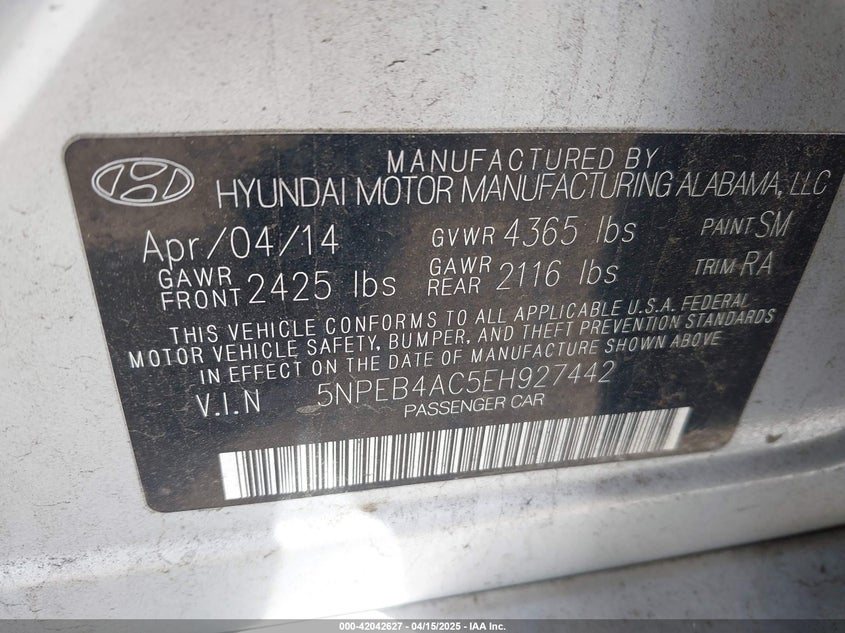 MANUFACTURED BY
HYUNDAI MOTOR MANUFACTURING ALABAMA, LLC
Apr/04/14 GVWR 4365 lbs PAINT SM
GAWR FRONT 2425 lbs GAWR REAR 2116 lbs TRIM RA
THIS VEHICLE CONFORMS TO ALL APPLICABLE U.S.A. FEDERAL
MOTOR VEHICLE SAFETY, BUMPER, AND THEFT PREVENTION STANDARDS
IN EFFECT ON THE DATE OF MANUFACTURE SHOWN ABOVE
V.I.N 5NPEB4AC5EH927442
PASSENGER CAR
000-42042627 - 04/15/2025 - IAA Inc.